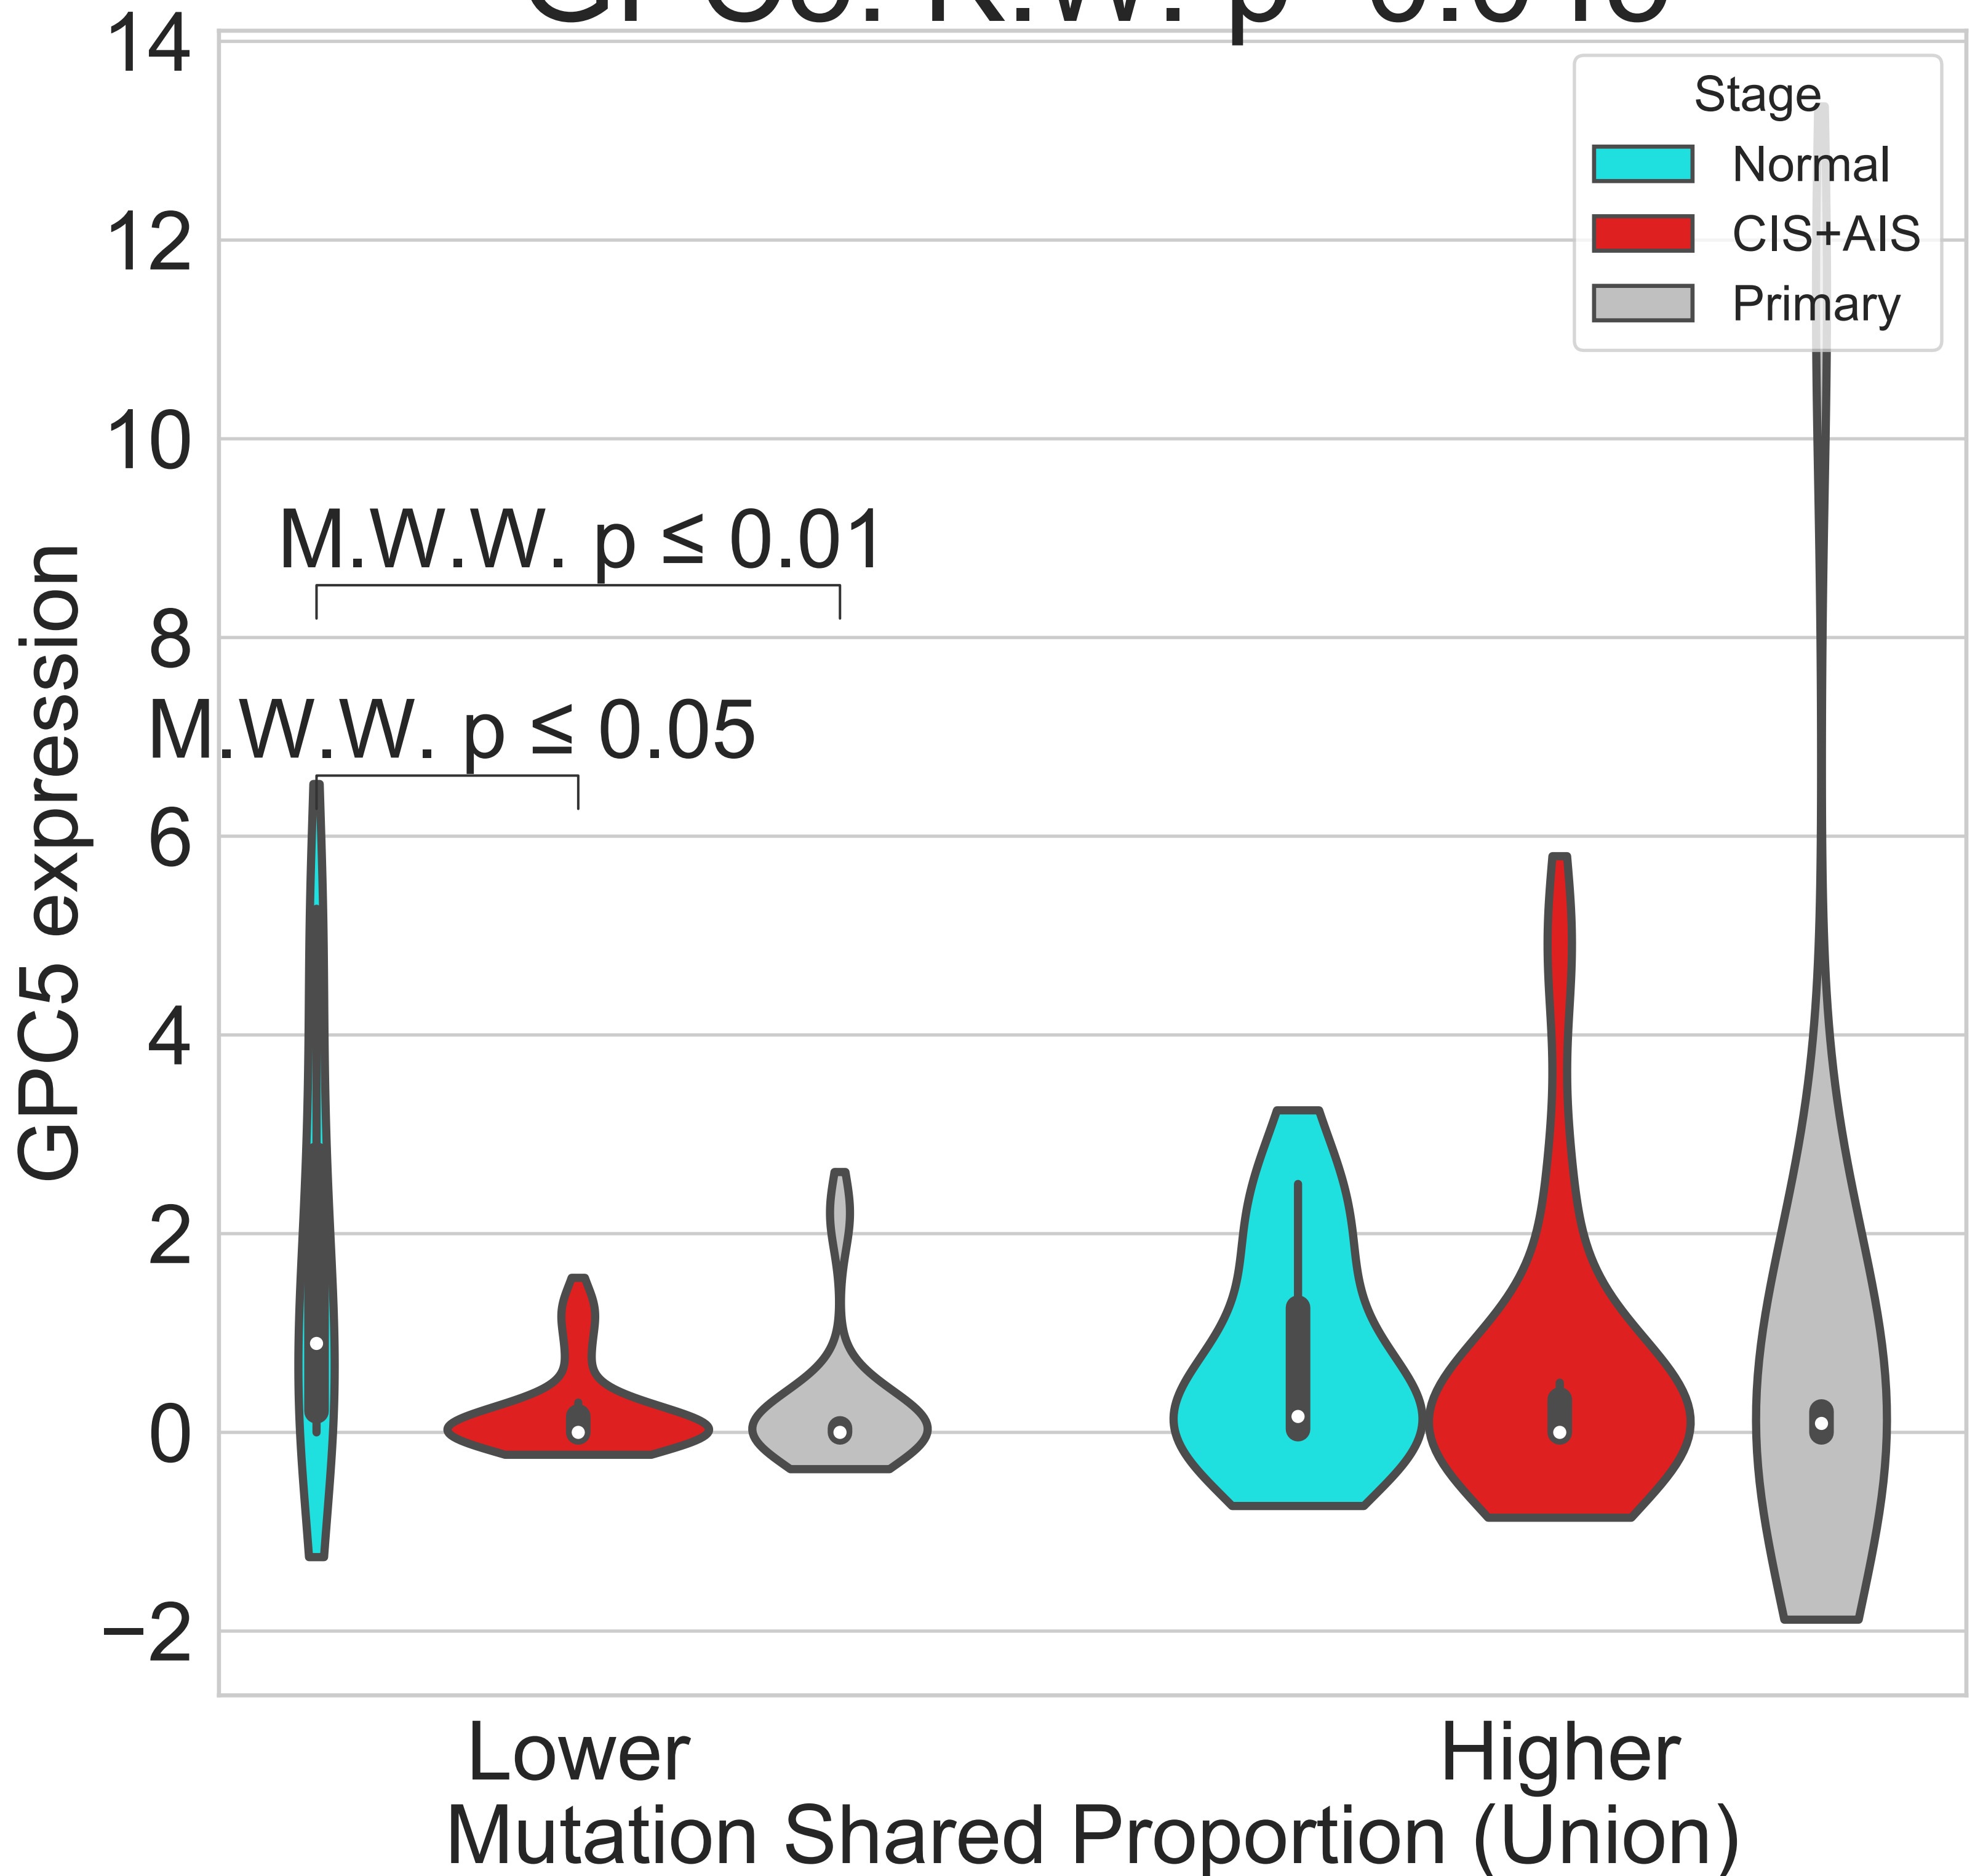 14
12
10
8
6
4
2
0
−2
GPC5 expression
Stage
Normal
CIS+AIS
Primary
M.W.W. p ≤ 0.01
M.W.W. p ≤ 0.05
Lower
Higher
Mutation Shared Proportion (Union)